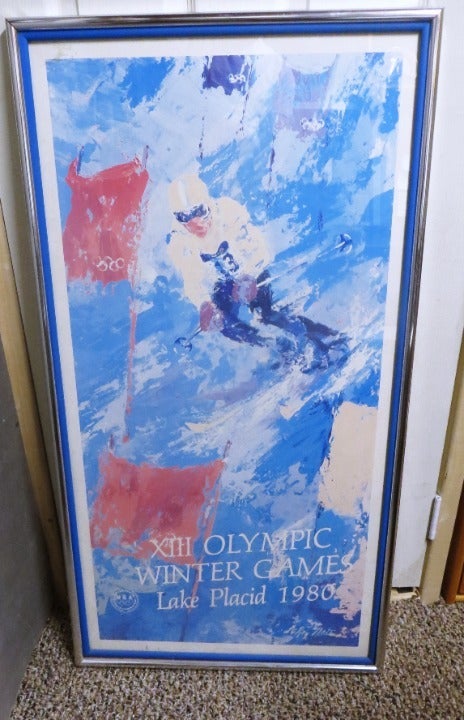 XIII OLYMPIC
WINTER GAMES
Lake Placid 1980